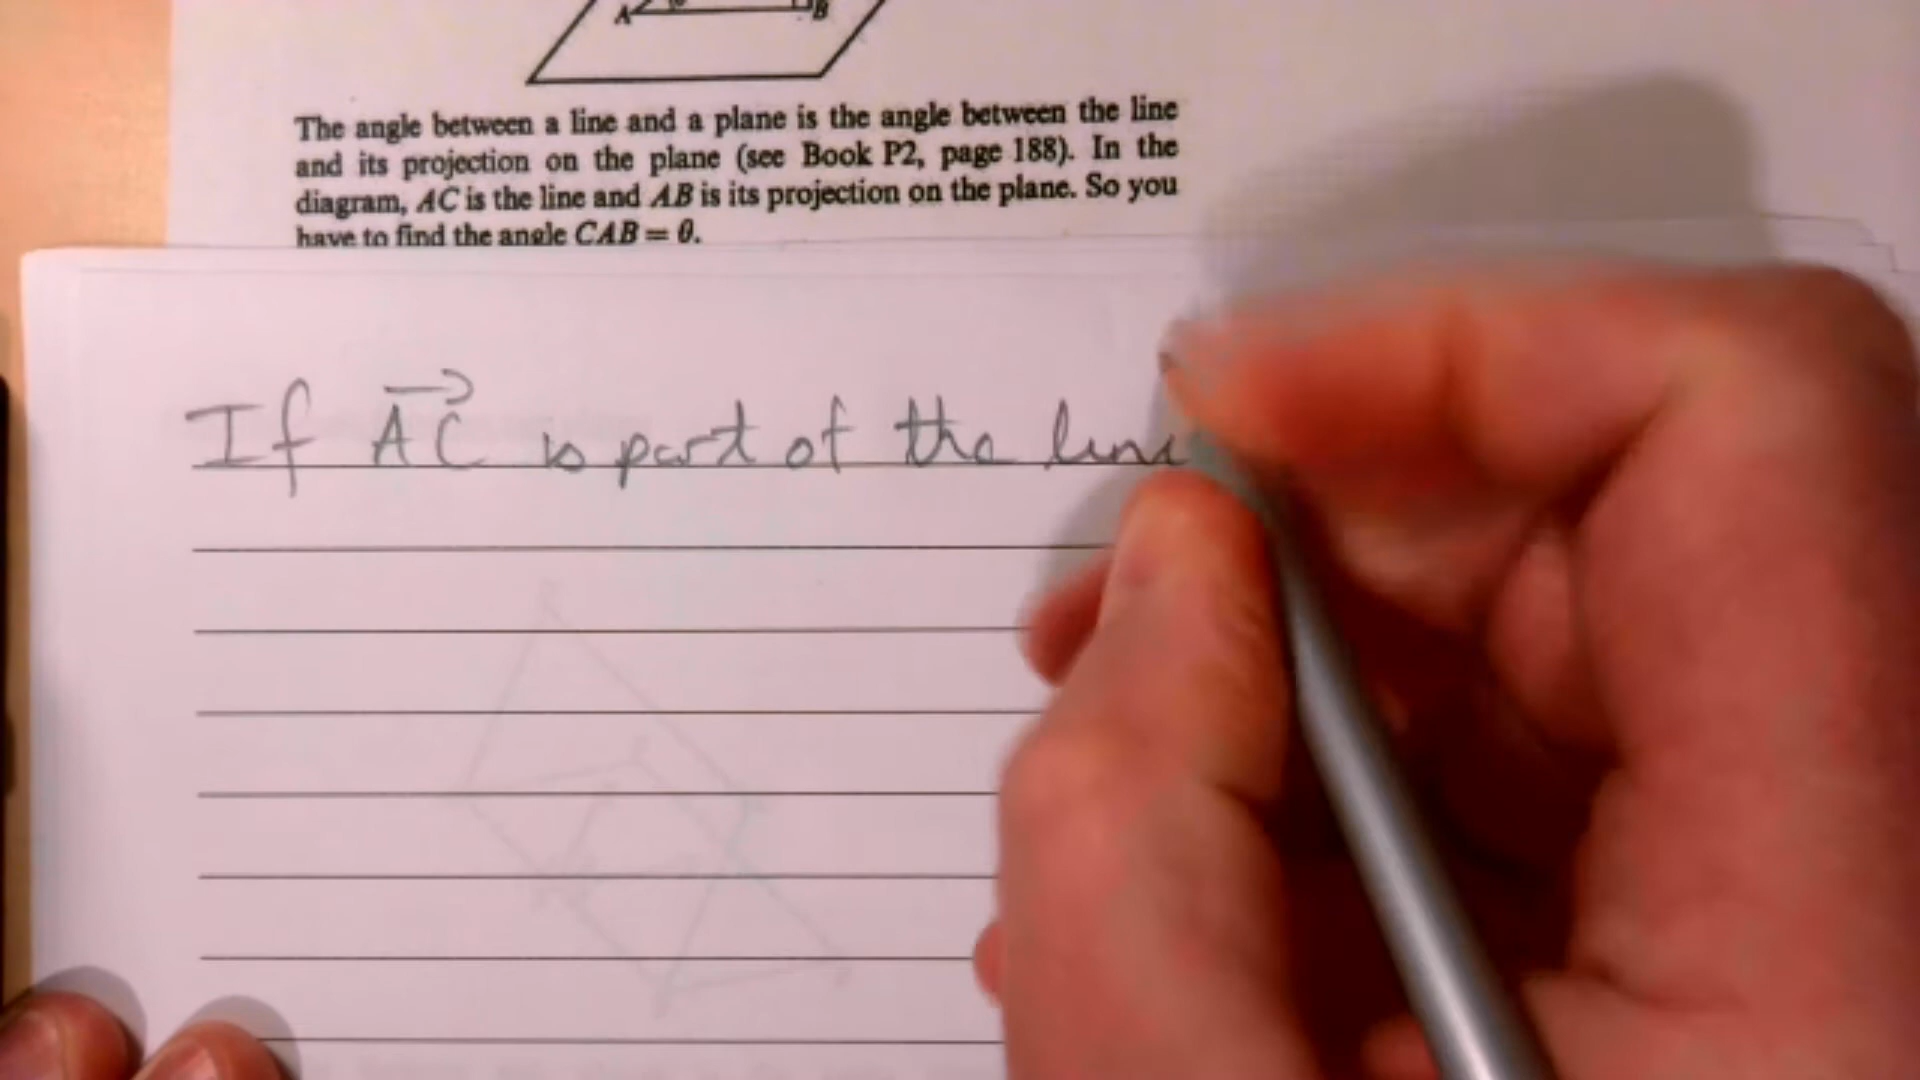 A B
The angle between a line and a plane is the angle between the line
and its projection on the plane (see Book P2, page 188). In the
diagram, AC is the line and AB is its projection on the plane. So you
have to find the angle CAB = θ.
If AC is part of the line